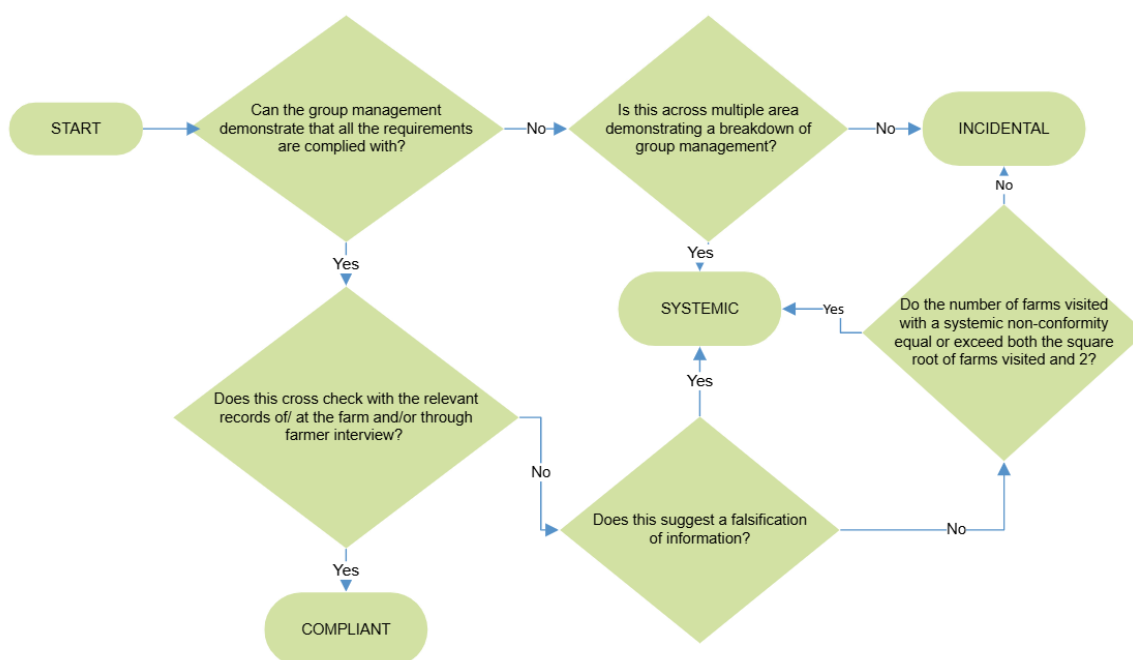 START
Can the group management
demonstrate that all the requirements
are complied with?
No
Is this across multiple area
demonstrating a breakdown of
group management?
No
INCIDENTAL
No
Yes
Yes
SYSTEMIC
Yes
Do the number of farms visited
with a systemic non-conformity
equal or exceed both the square
root of farms visited and 2?
Yes
Does this cross check with the relevant
records of/ at the farm and/or through
farmer interview?
No
Does this suggest a falsification
of information?
No
Yes
COMPLIANT